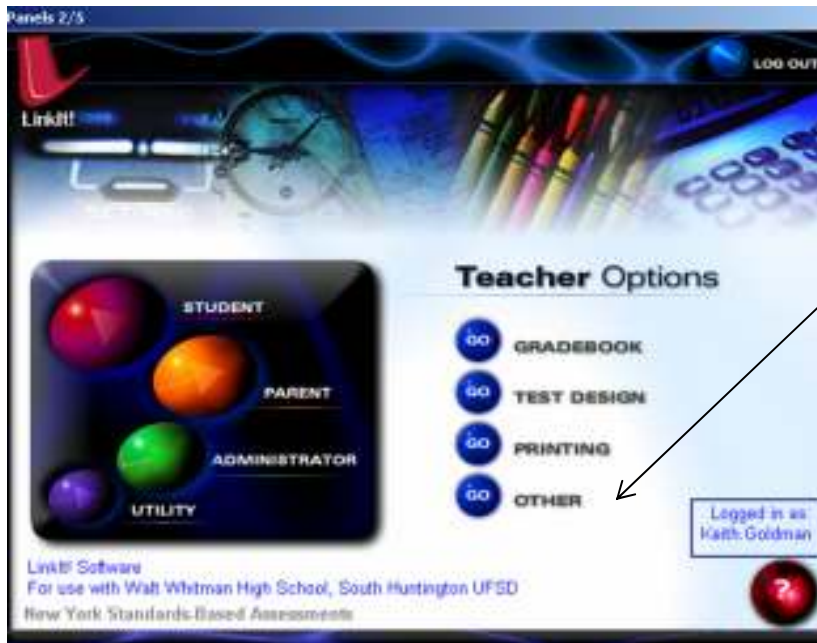 Panels 2/5
LOG OUT
LinkIt!
Teacher Options
STUDENT
PARENT
ADMINISTRATOR
UTILITY
GO GRADEBOOK
GO TEST DESIGN
GO PRINTING
GO OTHER
Logged in as
Keith.Goldman
LinkIt! Software
For use with Walt Whitman High School, South Huntington UFSD
New York Standards-Based Assessments
?